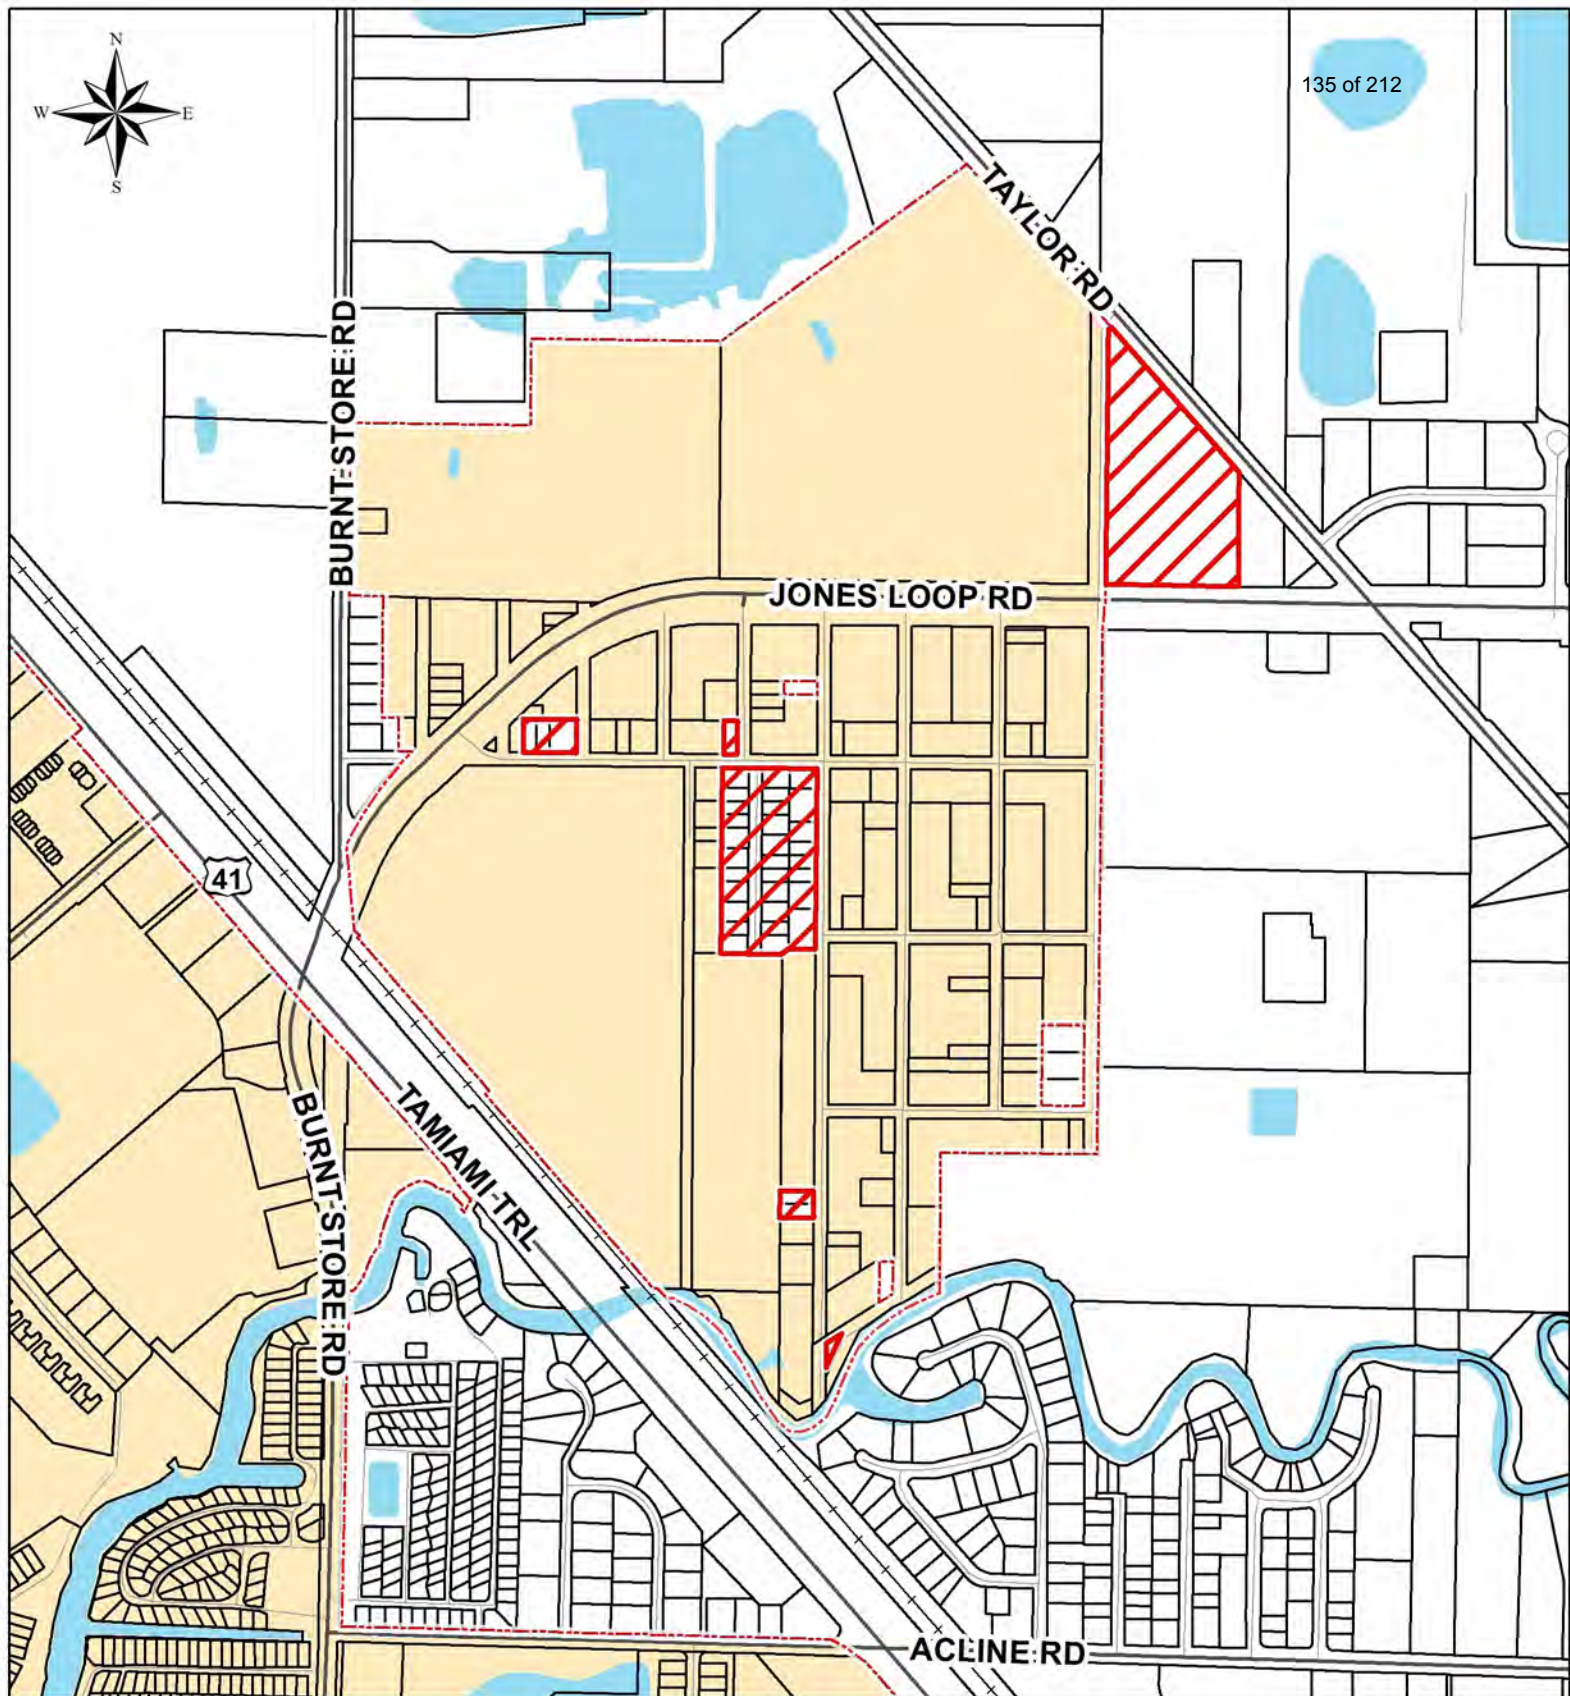 N
135 of 212
W
E
S
TAYLOR RD
BURNT STORE RD
JONES LOOP RD
41
TAMIAMI TRL
BURNT STORE RD
ACLINE RD